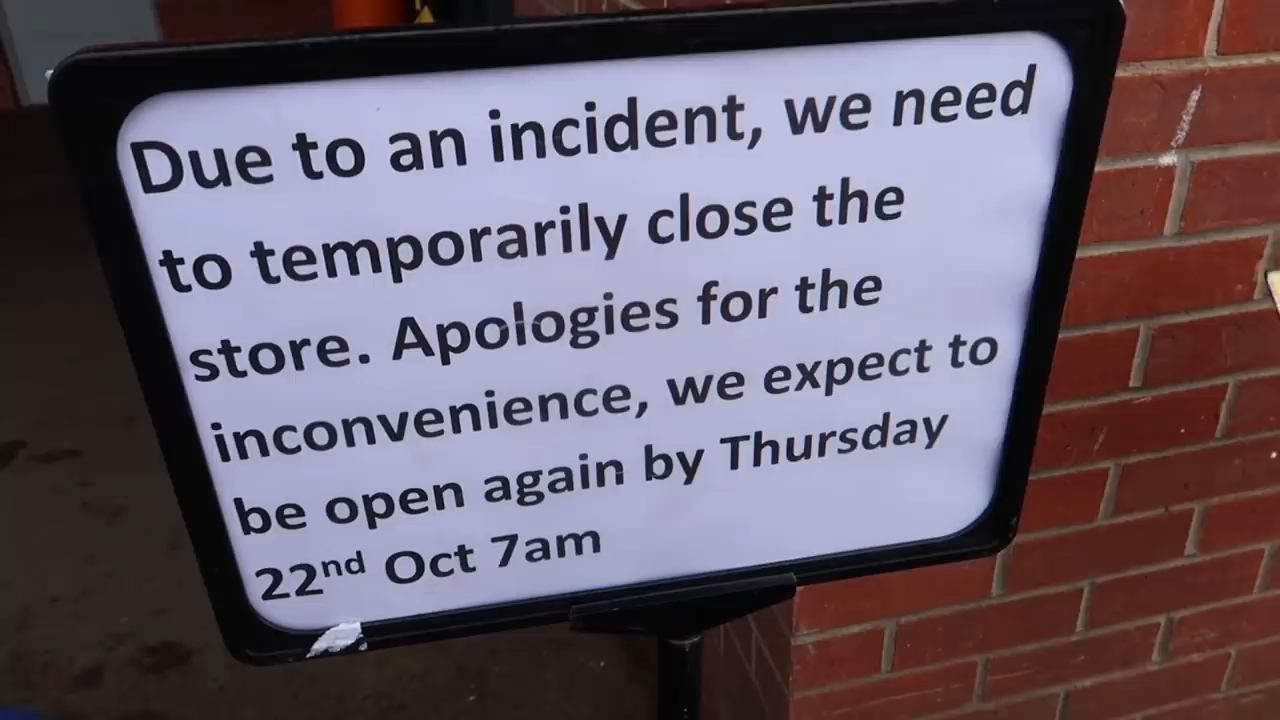 Due to an incident, we need
to temporarily close the
store. Apologies for the
inconvenience, we expect to
be open again by Thursday
22nd Oct 7am